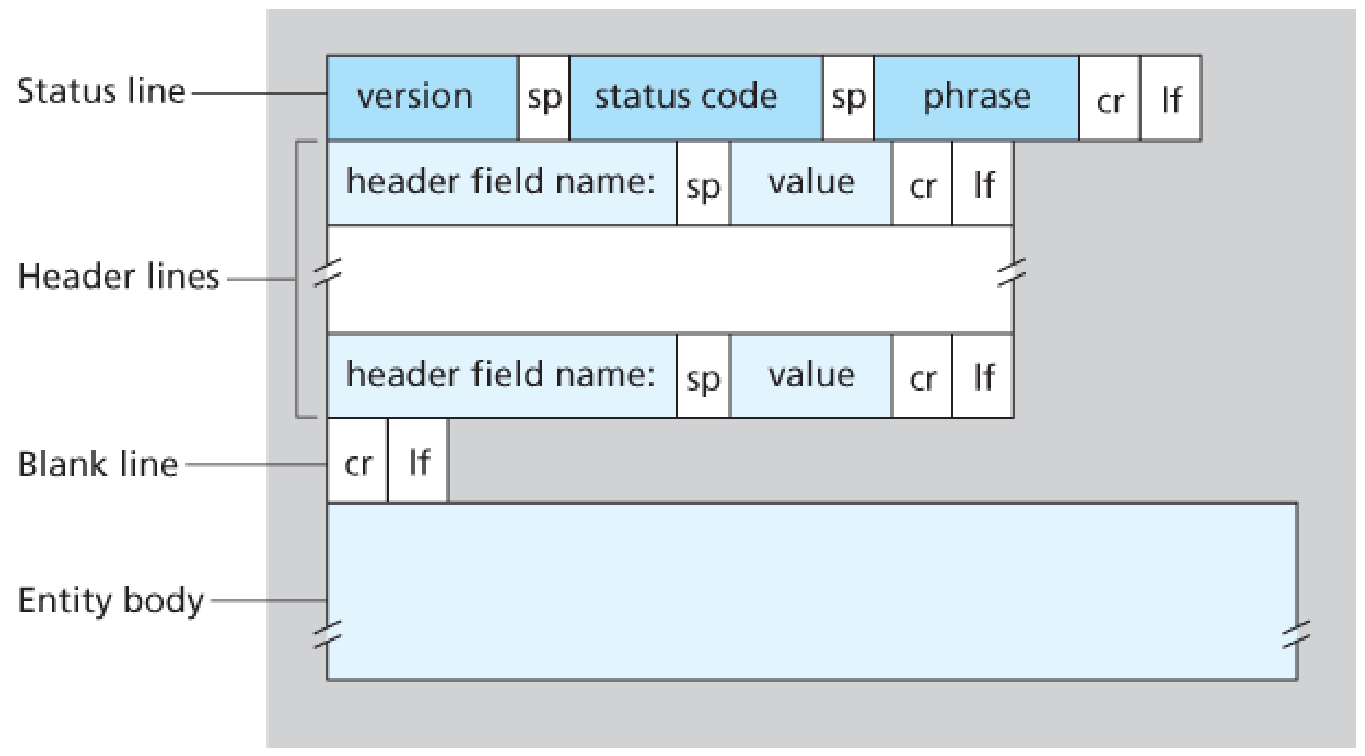 Status line version sp status code sp phrase cr lf
header field name: sp value cr lf
Header lines
header field name: sp value cr lf
Blank line cr lf
Entity body